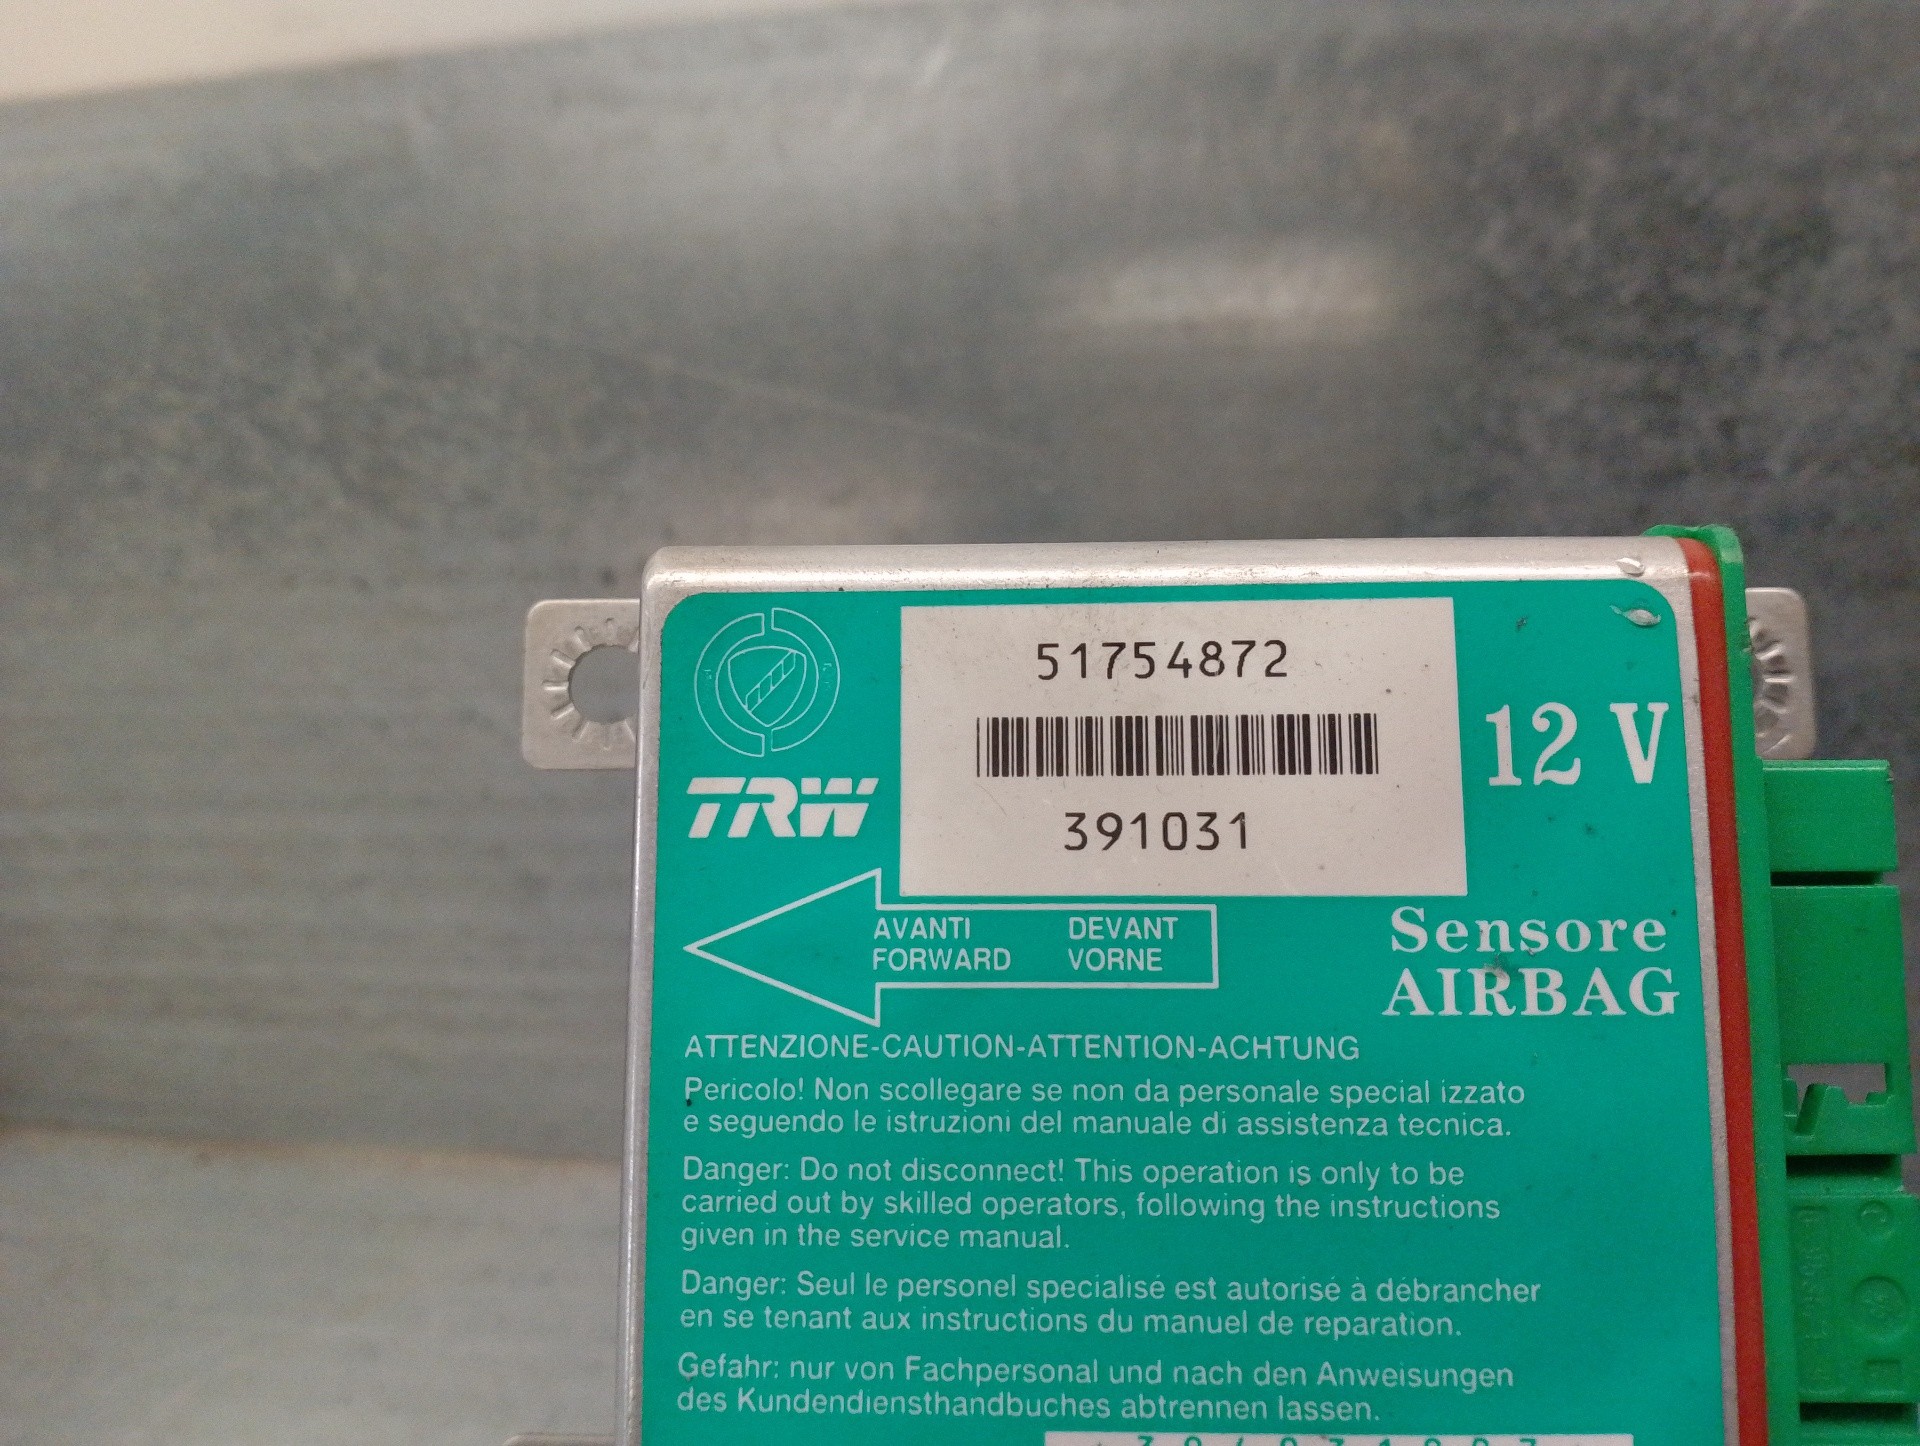 51754872
12 V
TRW
391031
AVANTI DEVANT
FORWARD VORNE
Sensore
AIRBAG
ATTENZIONE-CAUTION-ATTENTION-ACHTUNG
Pericolo! Non scollegare se non da personale special izzato
e seguendo le istruzioni del manuale di assistenza tecnica.
Danger: Do not disconnect! This operation is only to be
carried out by skilled operators, following the instructions
given in the service manual.
Danger: Seul le personel specialisé est autorisé à débrancher
en se tenant aux instructions du manuel de reparation.
Gefahr: nur von Fachpersonal und nach den Anweisungen
des Kundendiensthandbuches abtrennen lassen.